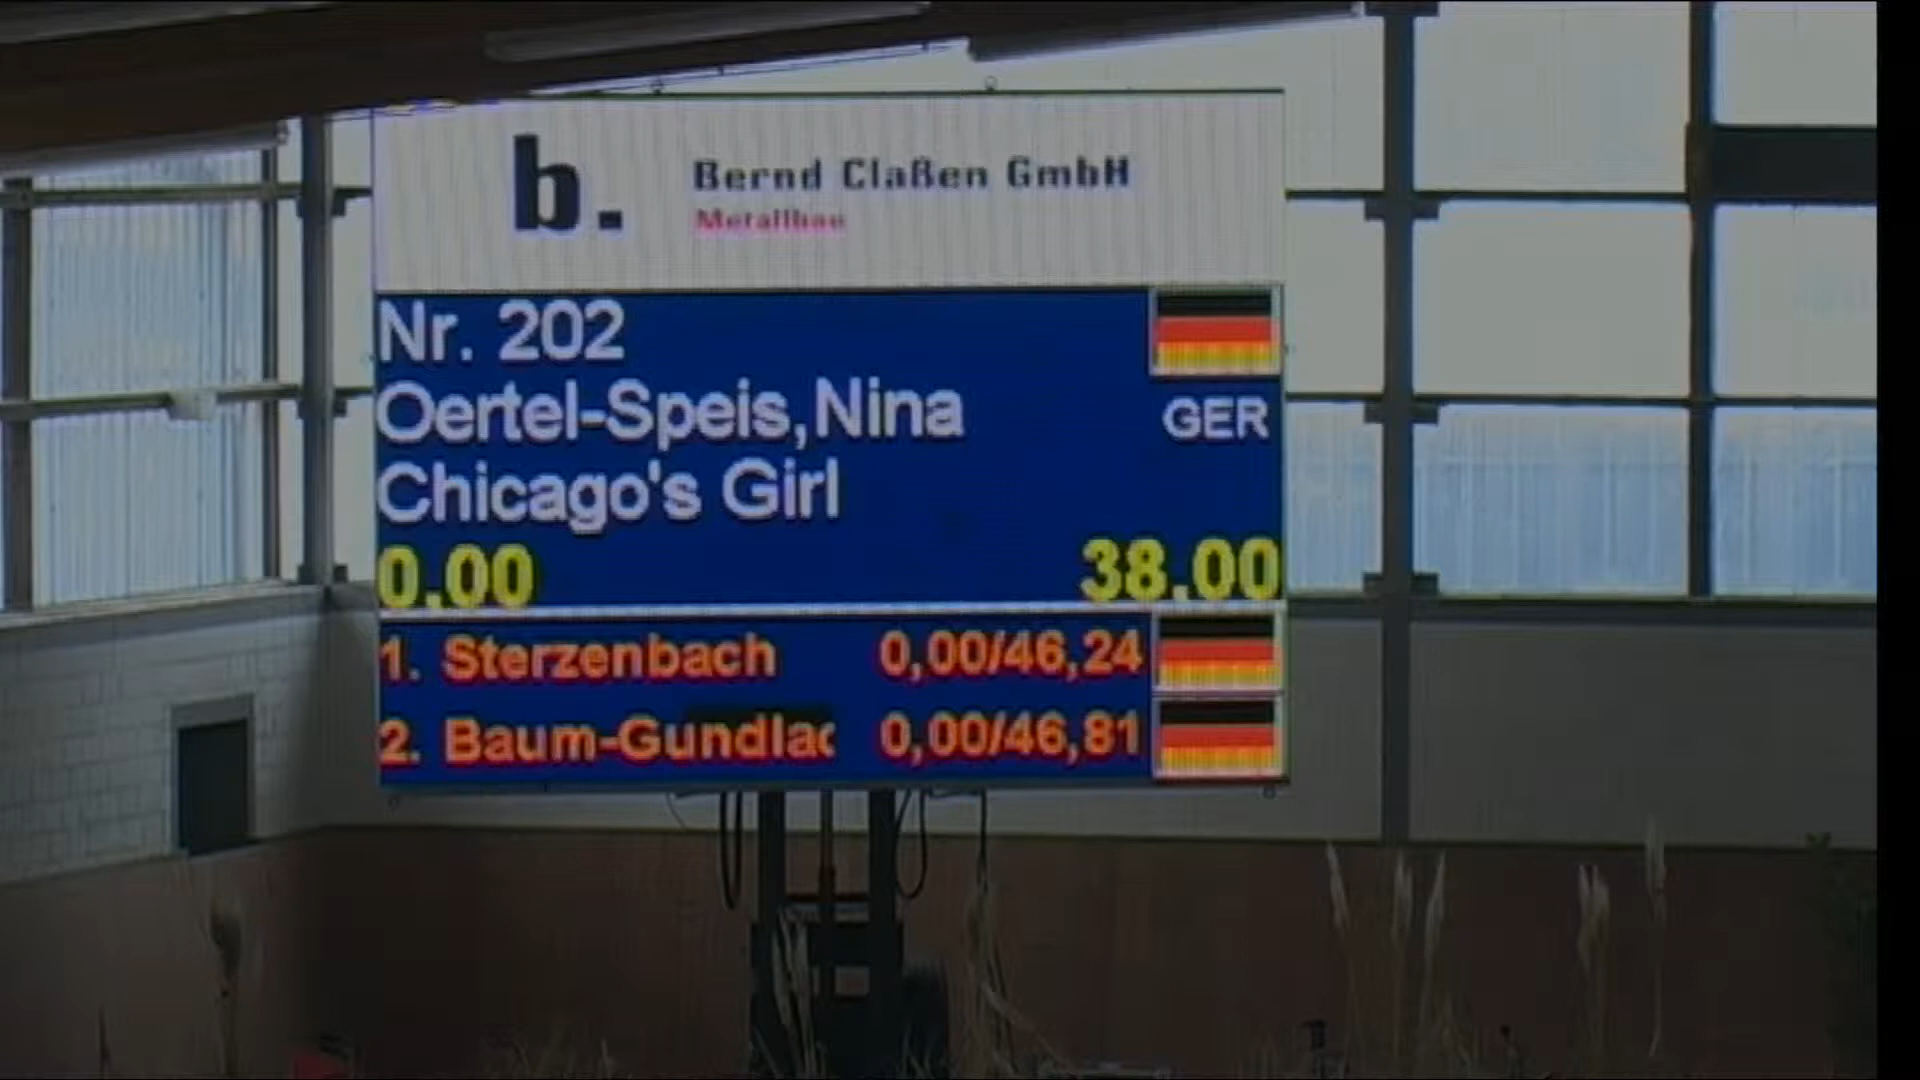 b.
Bernd Claßen GmbH
Metallbau
Nr. 202
Oertel-Speis,Nina
GER
Chicago's Girl
0.00 38.00
1. Sterzenbach 0,00/46,24
2. Baum-Gundlac 0,00/46,81